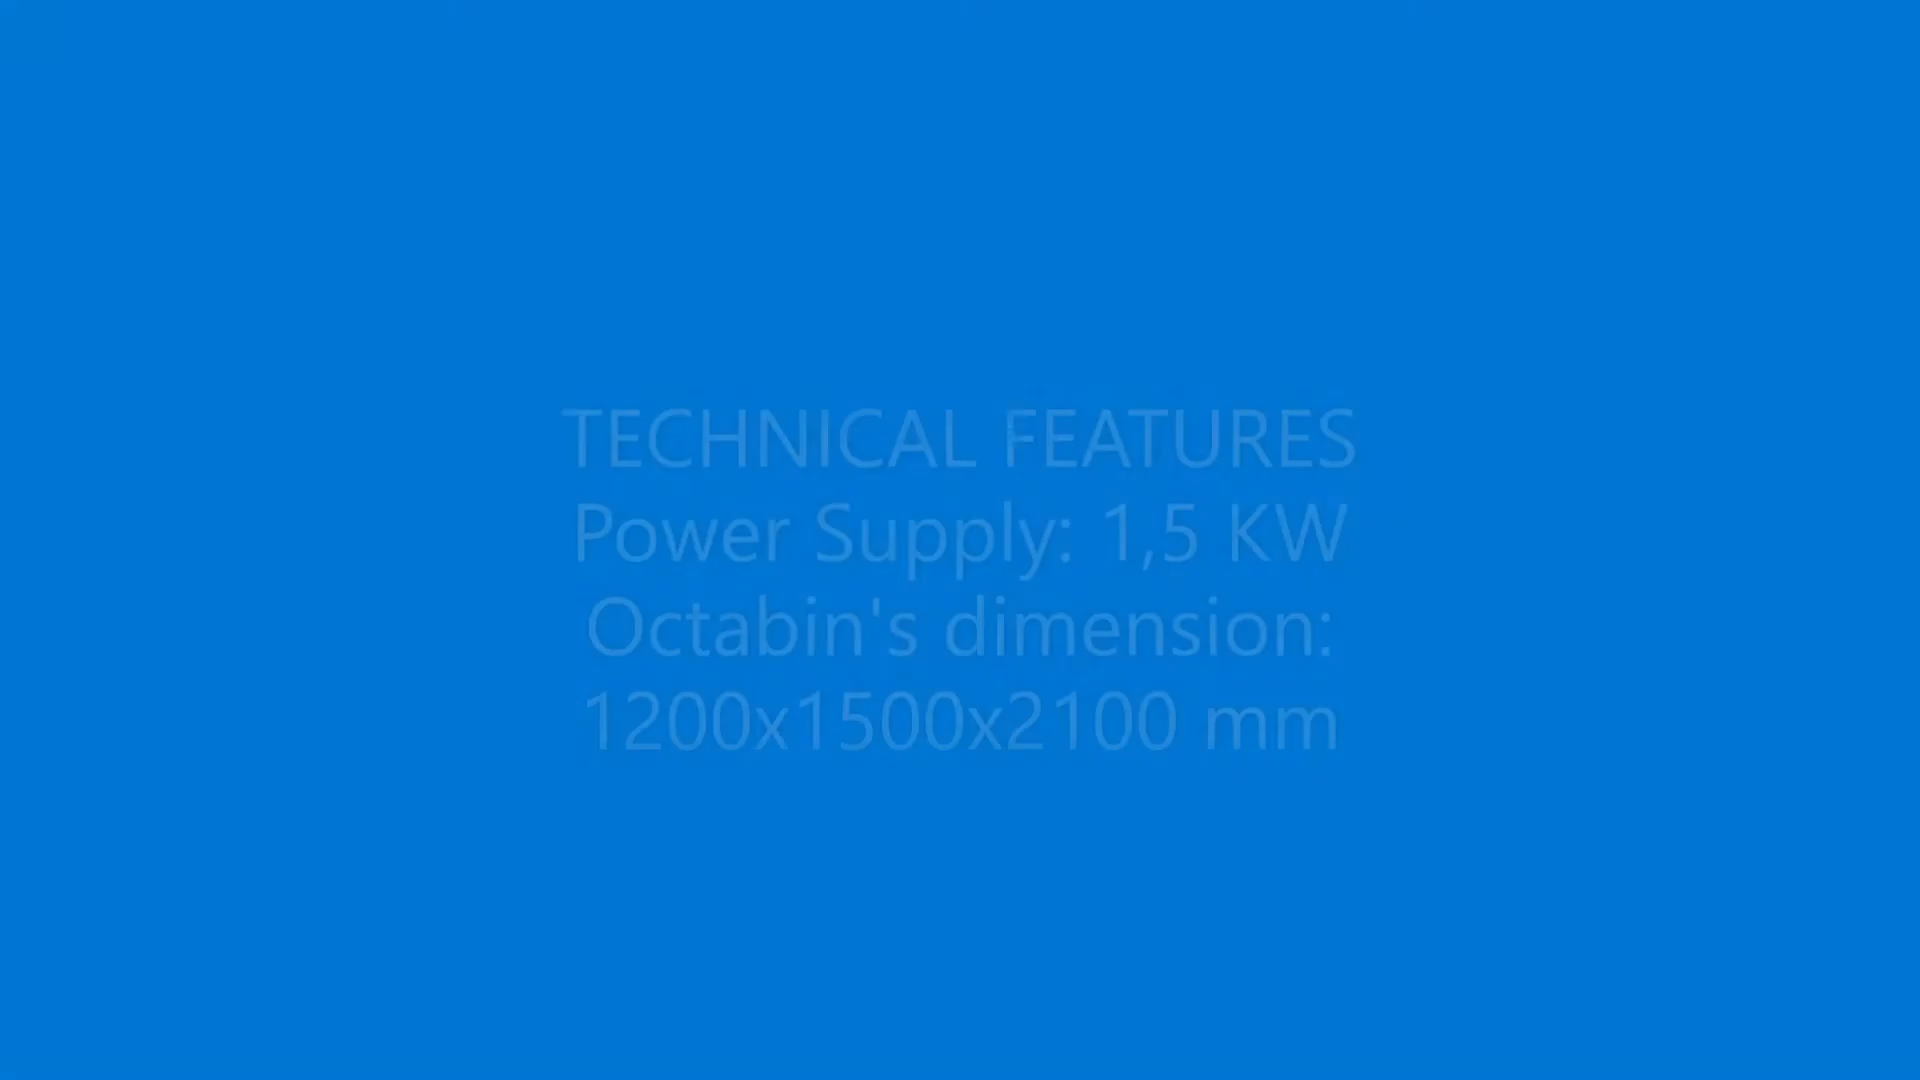 TECHNICAL FEATURES
Power Supply: 1,5 KW
Octabin's dimension:
1200x1500x2100 mm